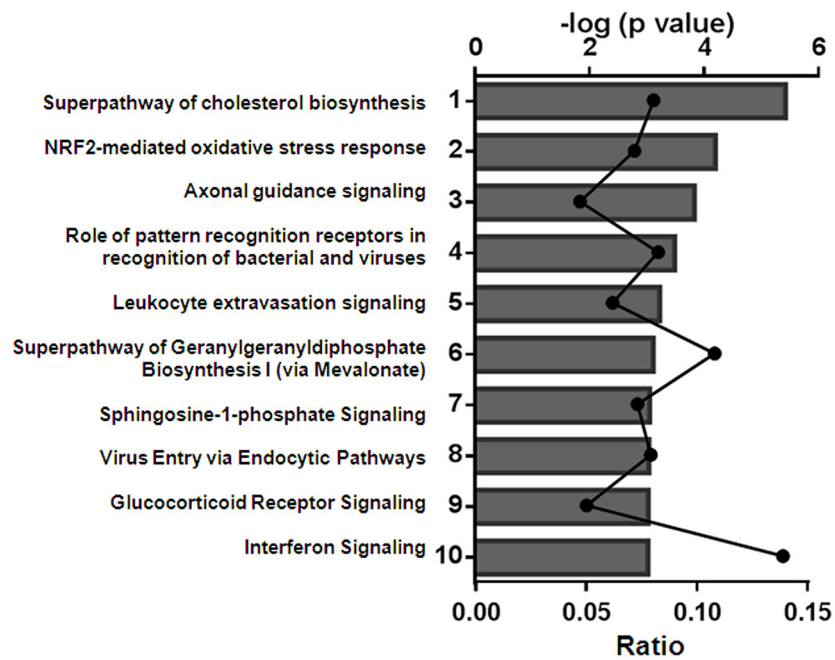 -log (p value)
0 2 4 6
Superpathway of cholesterol biosynthesis 1
NRF2-mediated oxidative stress response 2
Axonal guidance signaling 3
Role of pattern recognition receptors in
recognition of bacterial and viruses 4
Leukocyte extravasation signaling 5
Superpathway of Geranylgeranyldiphosphate
Biosynthesis I (via Mevalonate) 6
Sphingosine-1-phosphate Signaling 7
Virus Entry via Endocytic Pathways 8
Glucocorticoid Receptor Signaling 9
Interferon Signaling 10
0.00 0.05 0.10 0.15
Ratio